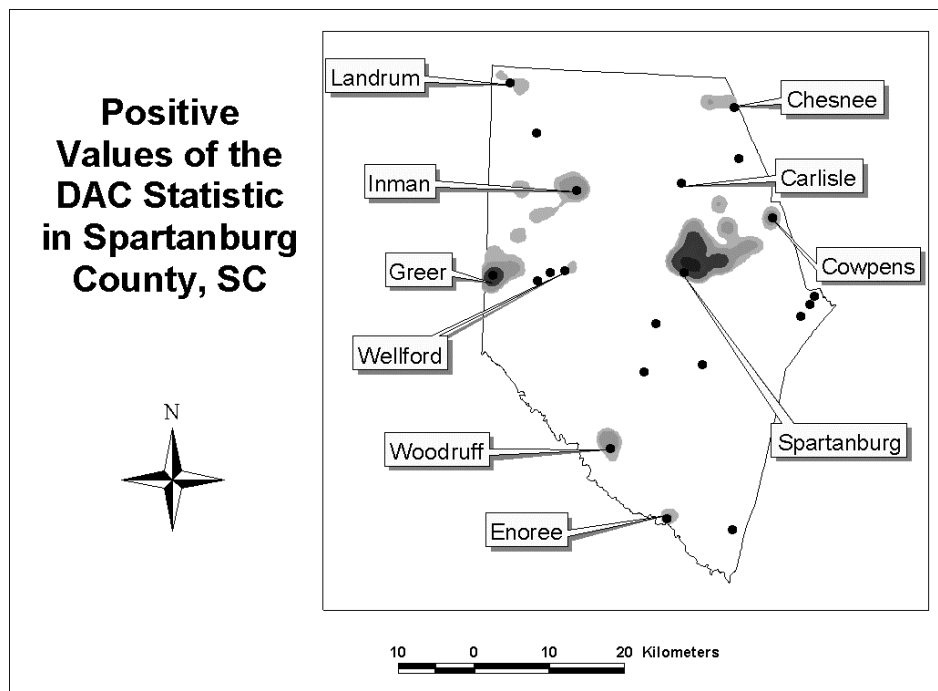 Positive
Values of the
DAC Statistic
in Spartanburg
County, SC
Landrum
Chesnee
Inman
Carlisle
Greer
Cowpens
Wellford
Woodruff
Spartanburg
Enoree
N
10 0 10 20 Kilometers